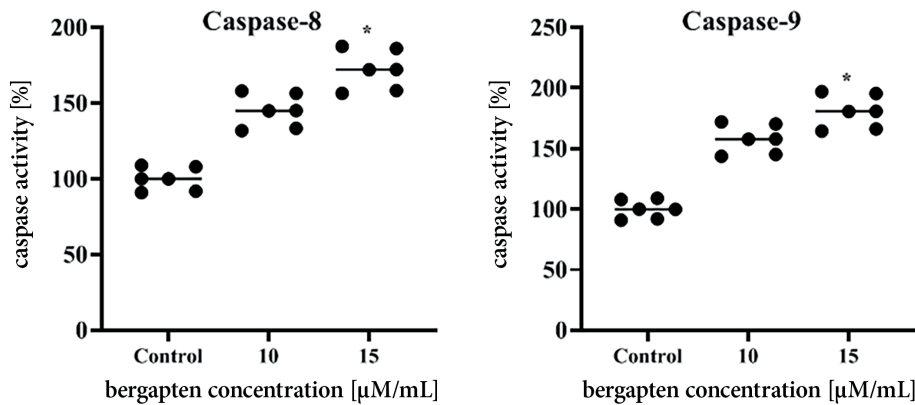 Caspase-8
200
150
100
50
0
caspase activity [%]
*
Control 10 15
bergapten concentration [µM/mL]
Caspase-9
250
200
150
100
50
0
caspase activity [%]
*
Control 10 15
bergapten concentration [µM/mL]